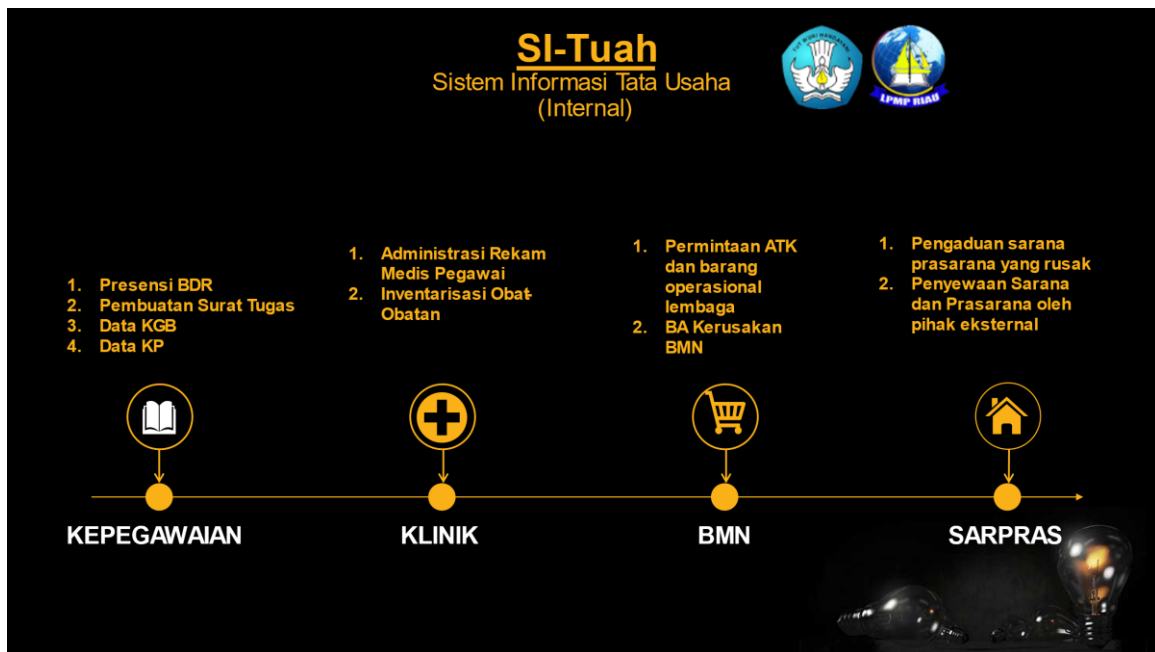 SI-Tuah
Sistem Informasi Tata Usaha
(Internal)
TUT WURI HANDAYANI
LPMP RIAU
1. Presensi BDR
2. Pembuatan Surat Tugas
3. Data KGB
4. Data KP
1. Administrasi Rekam
Medis Pegawai
2. Inventarisasi Obat-
Obatan
1. Permintaan ATK
dan barang
operasional
lembaga
2. BA Kerusakan
BMN
1. Pengaduan sarana
prasarana yang rusak
2. Penyewaan Sarana
dan Prasarana oleh
pihak eksternal
KEPEGAWAIAN
KLINIK
BMN
SARPRAS